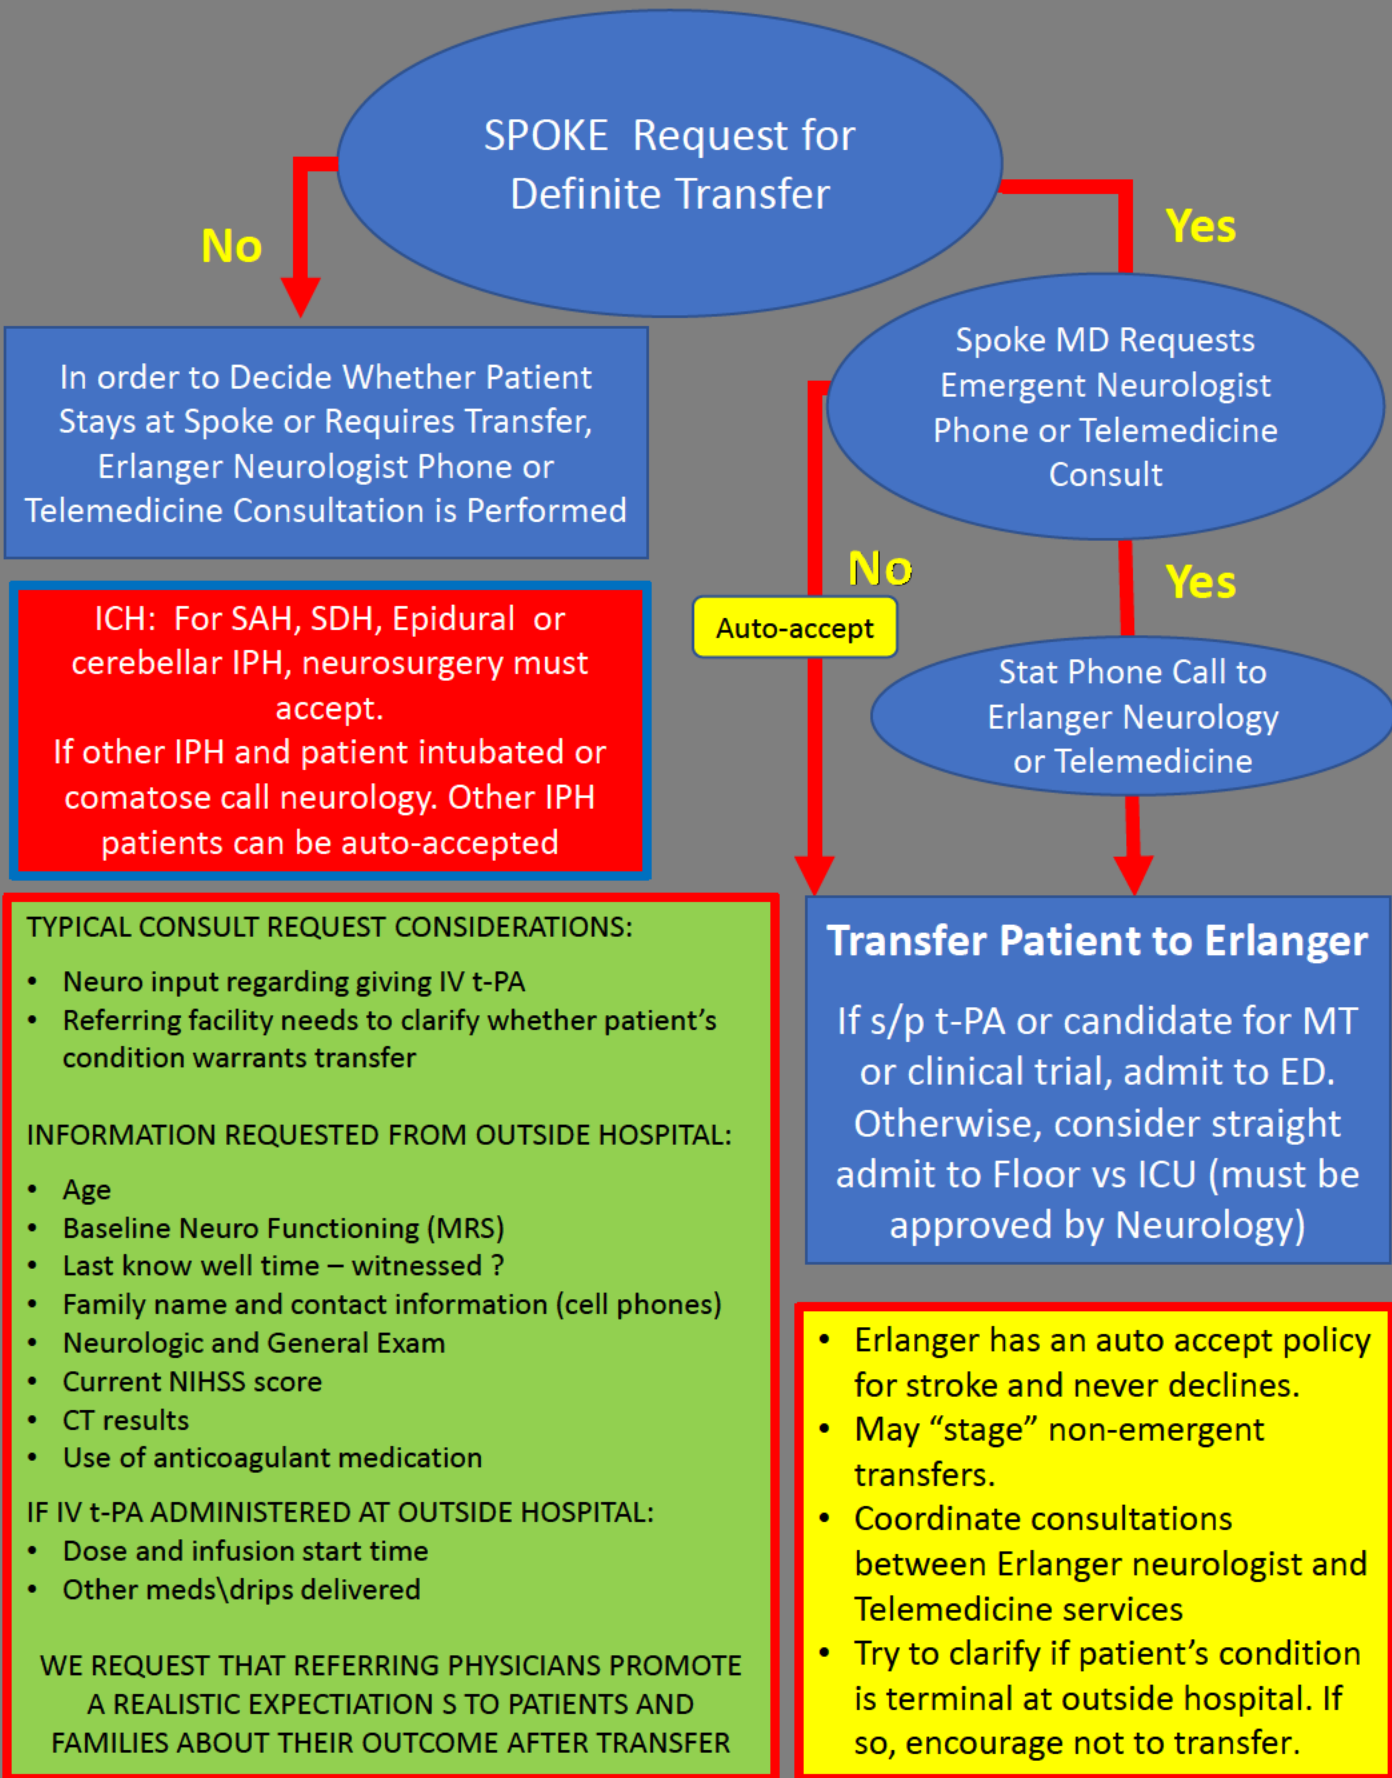 SPOKE Request for
Definite Transfer
No
Yes
In order to Decide Whether Patient
Stays at Spoke or Requires Transfer,
Erlanger Neurologist Phone or
Telemedicine Consultation is Performed
Spoke MD Requests
Emergent Neurologist
Phone or Telemedicine
Consult
No
Yes
Auto-accept
Stat Phone Call to
Erlanger Neurology
or Telemedicine
ICH: For SAH, SDH, Epidural or
cerebellar IPH, neurosurgery must
accept.
If other IPH and patient intubated or
comatose call neurology. Other IPH
patients can be auto-accepted
Transfer Patient to Erlanger
If s/p t-PA or candidate for MT
or clinical trial, admit to ED.
Otherwise, consider straight
admit to Floor vs ICU (must be
approved by Neurology)
TYPICAL CONSULT REQUEST CONSIDERATIONS:
• Neuro input regarding giving IV t-PA
• Referring facility needs to clarify whether patient's
condition warrants transfer
INFORMATION REQUESTED FROM OUTSIDE HOSPITAL:
• Age
• Baseline Neuro Functioning (MRS)
• Last know well time – witnessed ?
• Family name and contact information (cell phones)
• Neurologic and General Exam
• Current NIHSS score
• CT results
• Use of anticoagulant medication
IF IV t-PA ADMINISTERED AT OUTSIDE HOSPITAL:
• Dose and infusion start time
• Other meds\drips delivered
WE REQUEST THAT REFERRING PHYSICIANS PROMOTE
A REALISTIC EXPECTIATION S TO PATIENTS AND
FAMILIES ABOUT THEIR OUTCOME AFTER TRANSFER
• Erlanger has an auto accept policy
for stroke and never declines.
• May “stage” non-emergent
transfers.
• Coordinate consultations
between Erlanger neurologist and
Telemedicine services
• Try to clarify if patient’s condition
is terminal at outside hospital. If
so, encourage not to transfer.